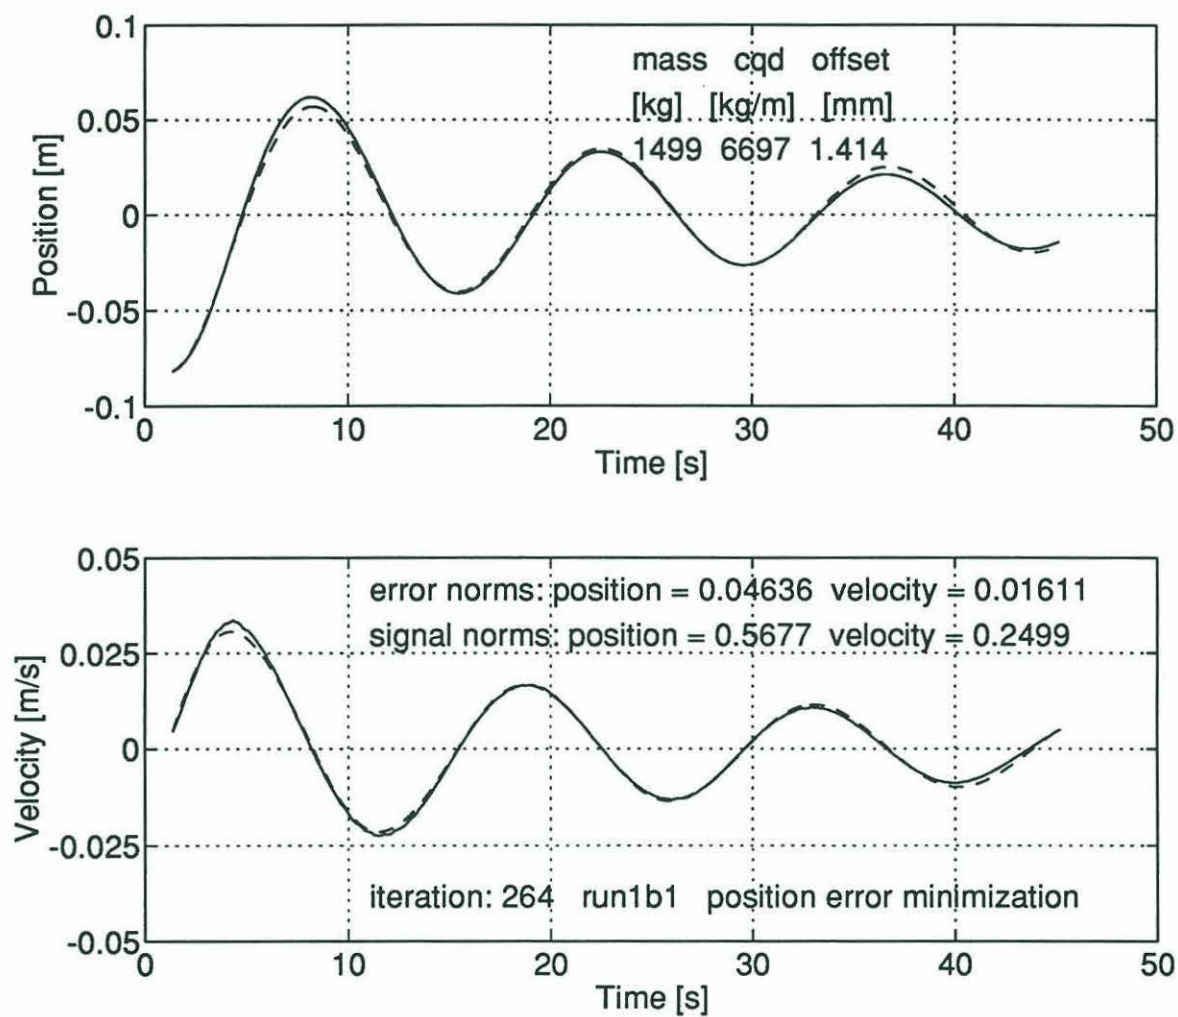 0.1
mass cqd offset
[kg] [kg/m] [mm]
1499 6697 1.414
0.05
0
-0.05
-0.1
Position [m]
0 10 20 30 40 50
Time [s]
0.05
error norms: position = 0.04636 velocity = 0.01611
signal norms: position = 0.5677 velocity = 0.2499
0.025
0
-0.025
iteration: 264 run1b1 position error minimization
-0.05
Velocity [m/s]
0 10 20 30 40 50
Time [s]